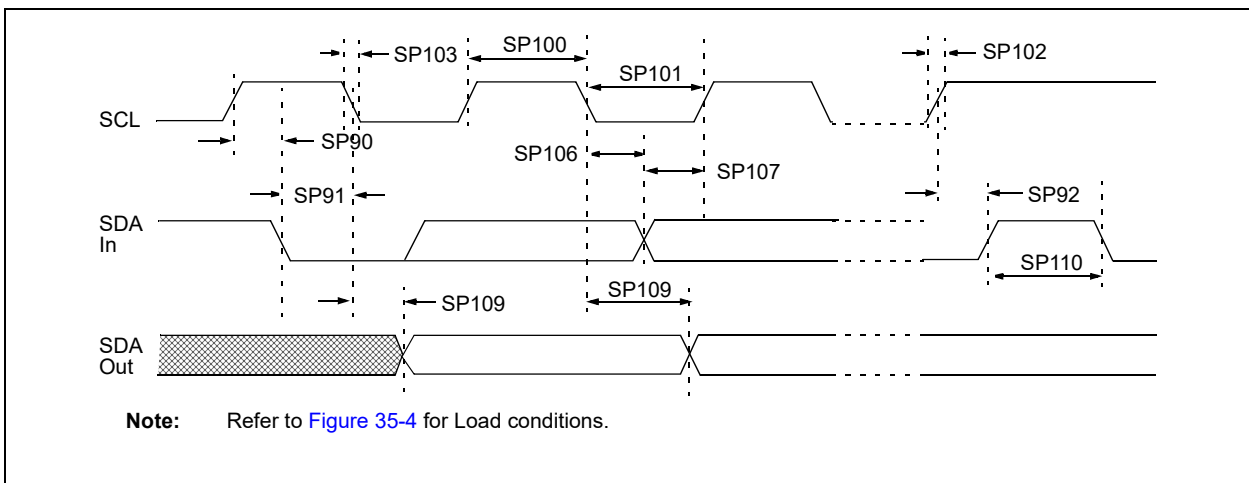 SP103
SP100
SP102
SP101
SCL
SP90
SP106
SP107
SP91
SP92
SDA
In
SP110
SP109
SP109
SDA
Out
Note: Refer to Figure 35-4 for Load conditions.